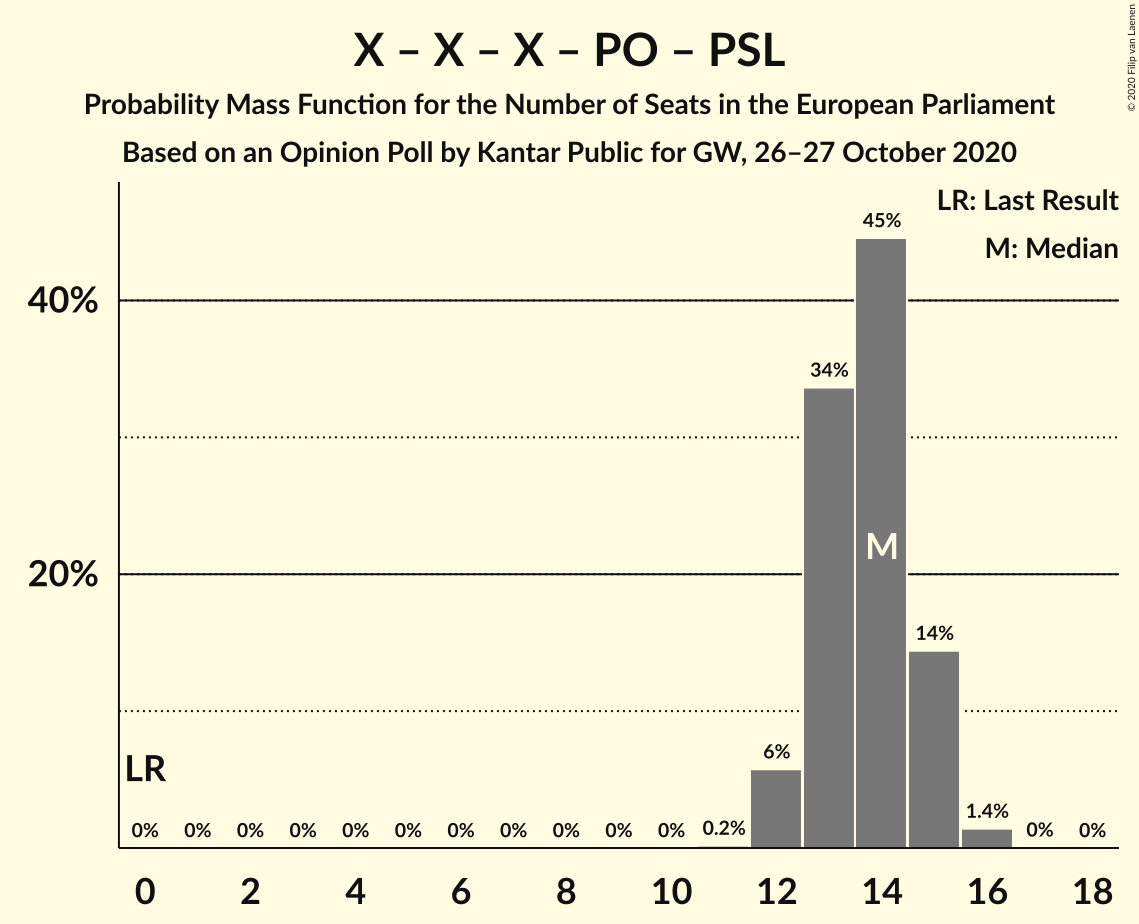 X – X – X – PO – PSL
Probability Mass Function for the Number of Seats in the European Parliament
Based on an Opinion Poll by Kantar Public for GW, 26–27 October 2020
© 2020 Filip van Laenen
LR: Last Result
M: Median
40%
20%
45%
34%
M
14%
6%
LR
0% 0% 0% 0% 0% 0% 0% 0% 0% 0% 0% 0.2% 1.4% 0% 0%
0 2 4 6 8 10 12 14 16 18